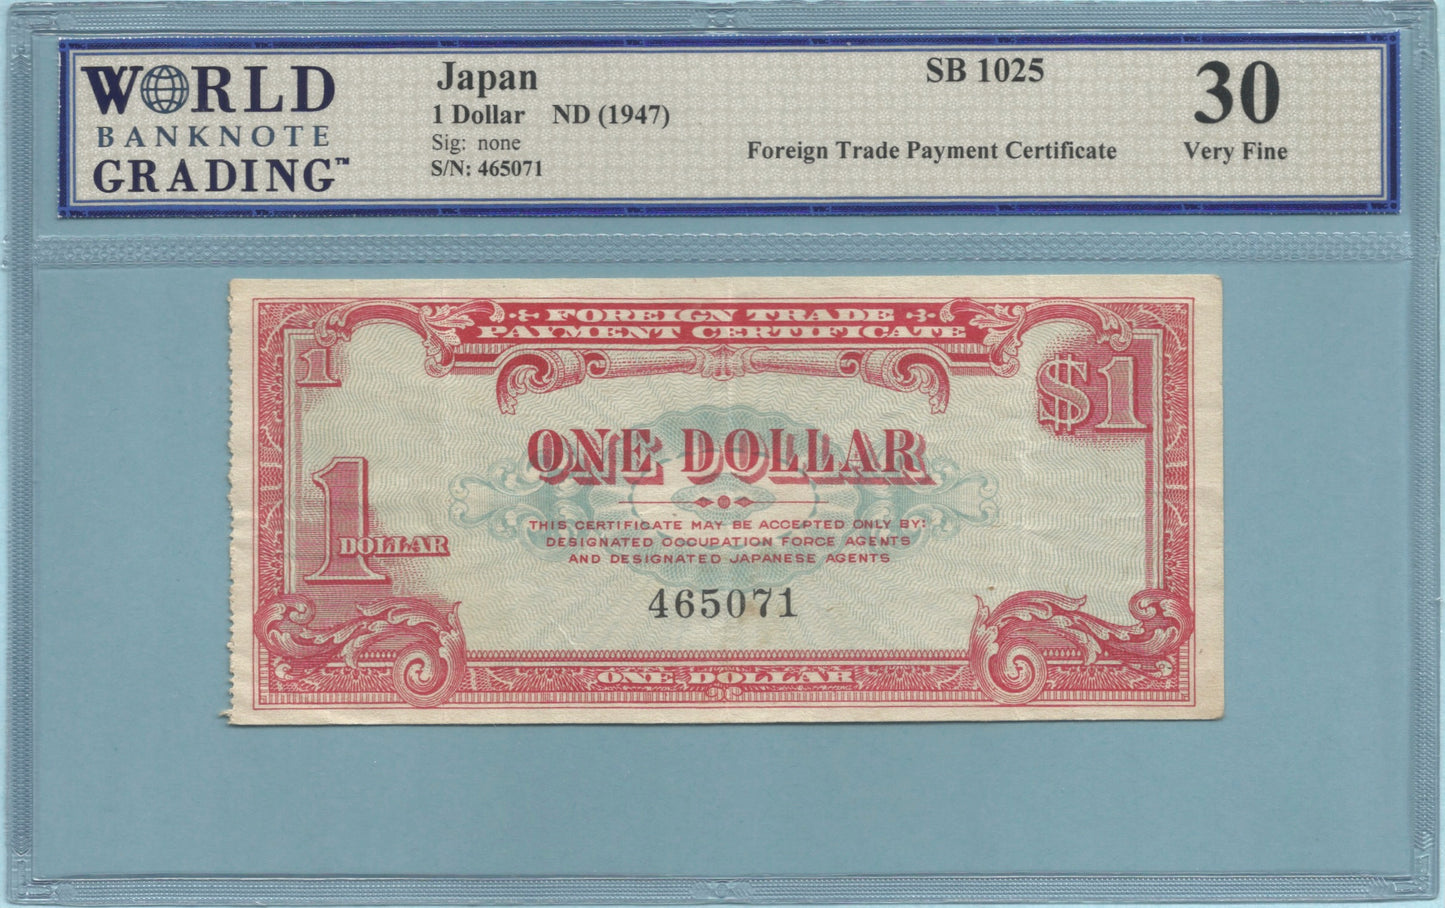 WORLD
BANKNOTE
GRADING™
Japan
1 Dollar ND (1947)
Sig: none
S/N: 465071
SB 1025
Foreign Trade Payment Certificate
30
Very Fine
FOREIGN TRADE
PAYMENT CERTIFICATE
1
$1
ONE DOLLAR
1
DOLLAR
THIS CERTIFICATE MAY BE ACCEPTED ONLY BY:
DESIGNATED OCCUPATION FORCE AGENTS
AND DESIGNATED JAPANESE AGENTS
465071
ONE DOLLAR